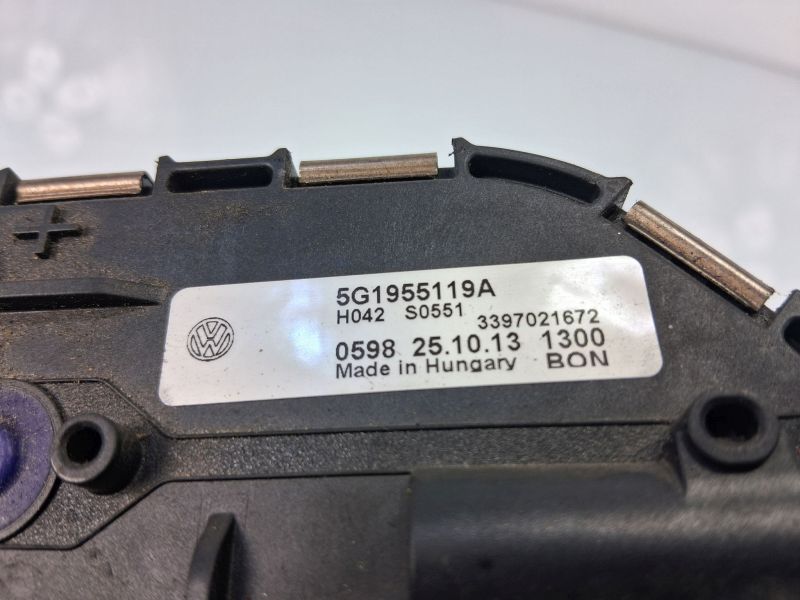 5G1955119A
H042 S0551 3397021672
0598 25.10.13 1300
Made in Hungary BON